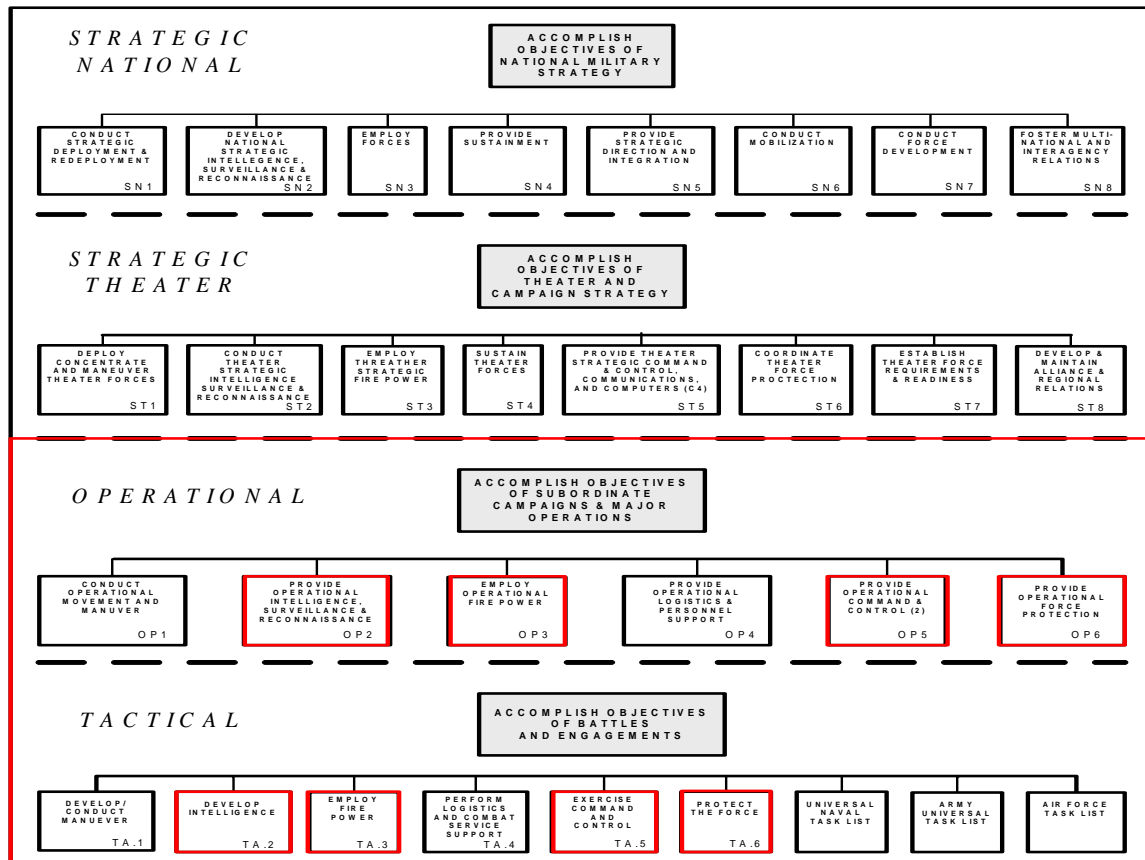 STRATEGIC
NATIONAL
ACCOMPLISH
OBJECTIVES OF
NATIONAL MILITARY
STRATEGY
CONDUCT
STRATEGIC
DEPLOYMENT &
REDEPLOYMENT
SN1
DEVELOP
NATIONAL
STRATEGIC
INTELLEGENCE,
SURVEILLANCE &
RECONNAISSANCE
SN2
EMPLOY
FORCES
SN3
PROVIDE
SUSTAINMENT
SN4
PROVIDE
STRATEGIC
DIRECTION AND
INTEGRATION
SN5
CONDUCT
MOBILIZATION
SN6
CONDUCT
FORCE
DEVELOPMENT
SN7
FOSTER MULTI-
NATIONAL AND
INTERAGENCY
RELATIONS
SN8
STRATEGIC
THEATER
ACCOMPLISH
OBJECTIVES OF
THEATER AND
CAMPAIGN STRATEGY
DEPLOY
CONCENTRATE
AND MANEUVER
THEATER FORCES
ST1
CONDUCT
THEATER
STRATEGIC
INTELLIGENCE
SURVEILLANCE &
RECONNAISSANCE
ST2
EMPLOY
THREATHER
STRATEGIC
FIRE POWER
ST3
SUSTAIN
THEATER
FORCES
ST4
PROVIDE THEATER
STRATEGIC COMMAND
& CONTROL,
COMMUNICATIONS,
AND COMPUTERS (C4)
ST5
COORDINATE
THEATER
FORCE
PROCTECTION
ST6
ESTABLISH
THEATER FORCE
REQUIREMENTS
& READINESS
ST7
DEVELOP &
MAINTAIN
ALLIANCE &
REGIONAL
RELATIONS
ST8
OPERATIONAL
ACCOMPLISH OBJECTIVES
OF SUBORDINATE
CAMPAIGNS & MAJOR
OPERATIONS
CONDUCT
OPERATIONAL
MOVEMENT AND
MANUVER
OP1
PROVIDE
OPERATIONAL
INTELLIGENCE,
SURVEILLANCE &
RECONNAISSANCE
OP2
EMPLOY
OPERATIONAL
FIRE POWER
OP3
PROVIDE
OPERATIONAL
LOGISTICS &
PERSONNEL
SUPPORT
OP4
PROVIDE
OPERATIONAL
COMMAND &
CONTROL (2)
OP5
PROVIDE
OPERATIONAL
FORCE
PROTECTION
OP6
TACTICAL
ACCOMPLISH OBJECTIVES
OF BATTLES
AND ENGAGEMENTS
DEVELOP/
CONDUCT
MANUEVER
TA.1
DEVELOP
INTELLIGENCE
TA.2
EMPLOY
FIRE
POWER
TA.3
PERFORM
LOGISTICS
AND COMBAT
SERVICE
SUPPORT
TA.4
EXERCISE
COMMAND
AND
CONTROL
TA.5
PROTECT
THE FORCE
TA.6
UNIVERSAL
NAVAL
TASK LIST
ARMY
UNIVERSAL
TASK LIST
AIR FORCE
TASK LIST